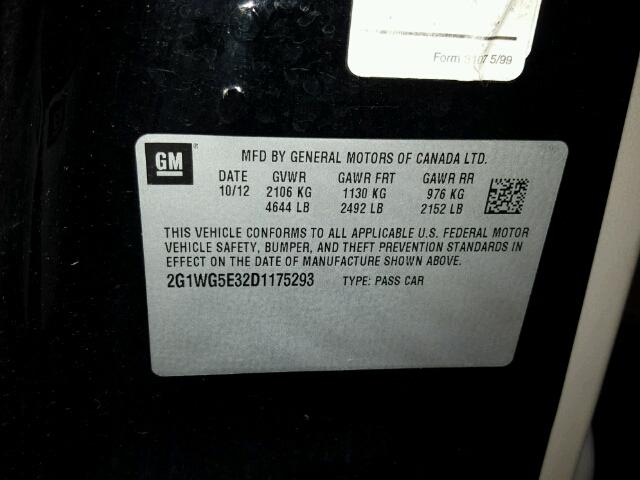 Form S107 5/99
GM
MFD BY GENERAL MOTORS OF CANADA LTD.
DATE GVWR GAWR FRT GAWR RR
10/12 2106 KG 1130 KG 976 KG
4644 LB 2492 LB 2152 LB
THIS VEHICLE CONFORMS TO ALL APPLICABLE U.S. FEDERAL MOTOR
VEHICLE SAFETY, BUMPER, AND THEFT PREVENTION STANDARDS IN
EFFECT ON THE DATE OF MANUFACTURE SHOWN ABOVE.
2G1WG5E32D1175293 TYPE: PASS CAR